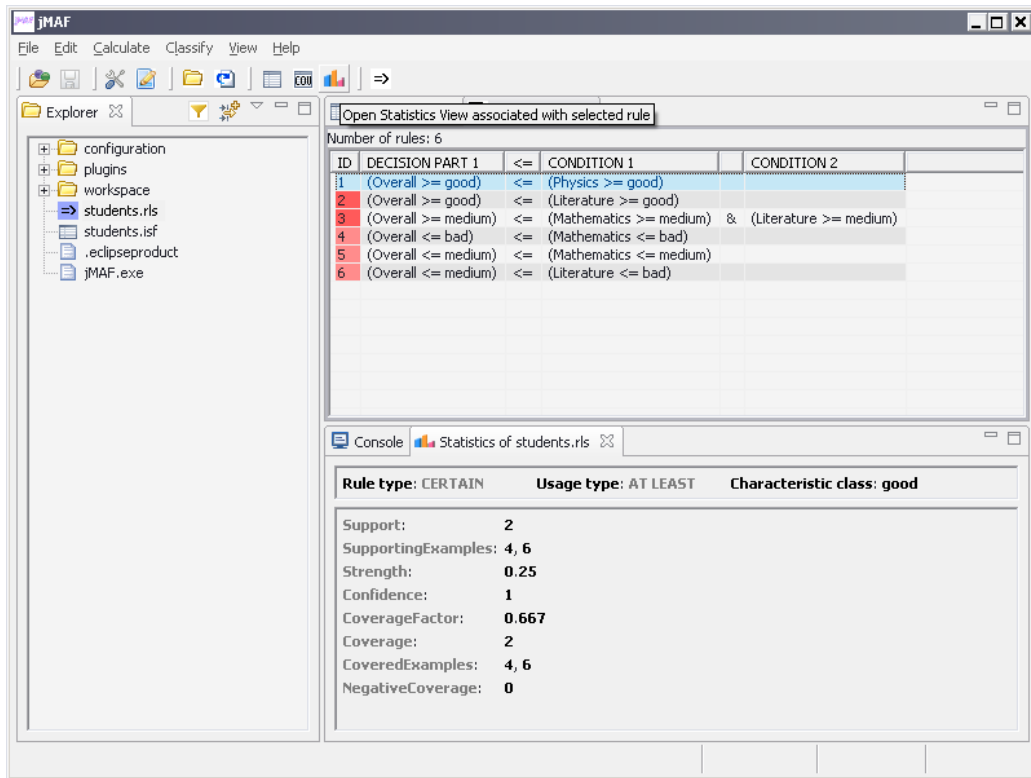 jMAF
File Edit Calculate Classify View Help
COU
Explorer
Open Statistics View associated with selected rule
configuration
plugins
workspace
students.rls
students.isf
.eclipseproduct
jMAF.exe
Number of rules: 6
ID DECISION PART 1 <= CONDITION 1 CONDITION 2
1 (Overall >= good) <= (Physics >= good)
2 (Overall >= good) <= (Literature >= good)
3 (Overall >= medium) <= (Mathematics >= medium) & (Literature >= medium)
4 (Overall <= bad) <= (Mathematics <= bad)
5 (Overall <= medium) <= (Mathematics <= medium)
6 (Overall <= medium) <= (Literature <= bad)
Console Statistics of students.rls
Rule type: CERTAIN Usage type: AT LEAST Characteristic class: good
Support: 2
SupportingExamples: 4, 6
Strength: 0.25
Confidence: 1
CoverageFactor: 0.667
Coverage: 2
CoveredExamples: 4, 6
NegativeCoverage: 0